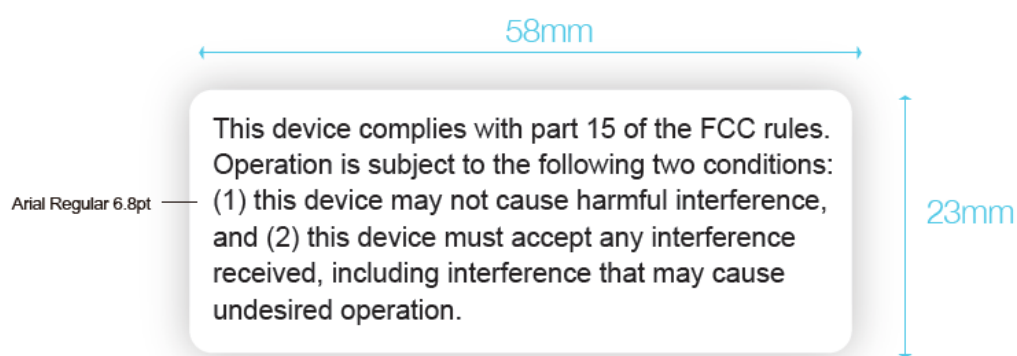 58mm
This device complies with part 15 of the FCC rules.
Operation is subject to the following two conditions:
Arial Regular 6.8pt
(1) this device may not cause harmful interference,
23mm
and (2) this device must accept any interference
received, including interference that may cause
undesired operation.